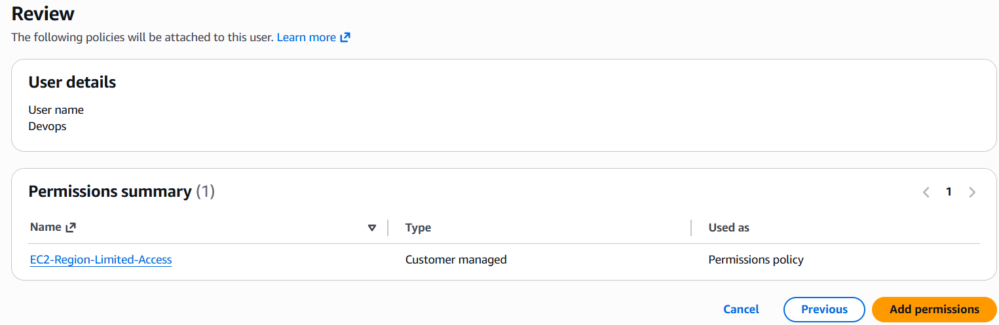 Review
The following policies will be attached to this user. Learn more
User details
User name
Devops
Permissions summary (1)
1
Name Type Used as
EC2-Region-Limited-Access Customer managed Permissions policy
Cancel Previous Add permissions